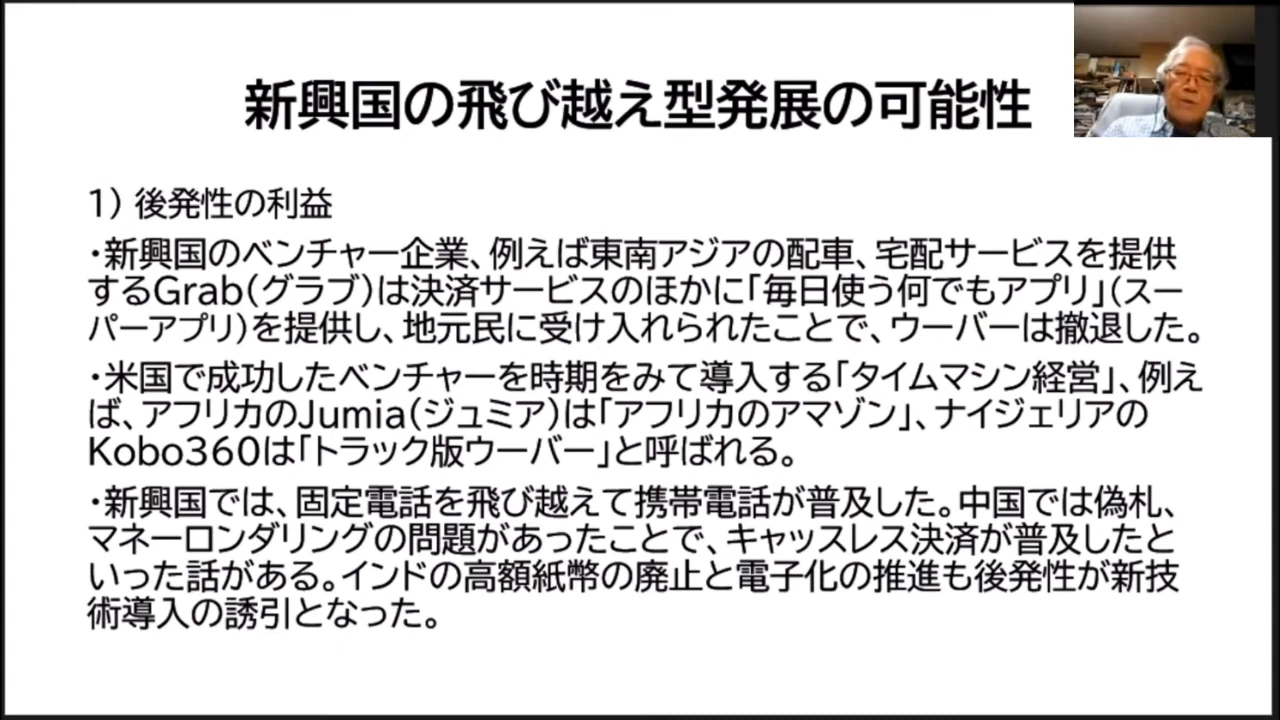 新興国の飛び越え型発展の可能性
1) 後発性の利益
・新興国のベンチャー企業、例えば東南アジアの配車、宅配サービスを提供
するGrab(グラブ)は決済サービスのほかに「毎日使う何でもアプリ」(スー
パーアプリ)を提供し、地元民に受け入れられたことで、ウーバーは撤退した。
・米国で成功したベンチャーを時期をみて導入する「タイムマシン経営」、例え
ば、アフリカのJumia(ジュミア)は「アフリカのアマゾン」、ナイジェリアの
Kobo360は「トラック版ウーバー」と呼ばれる。
・新興国では、固定電話を飛び越えて携帯電話が普及した。中国では偽札、
マネーロンダリングの問題があったことで、キャッスレス決済が普及したと
いった話がある。インドの高額紙幣の廃止と電子化の推進も後発性が新技
術導入の誘引となった。